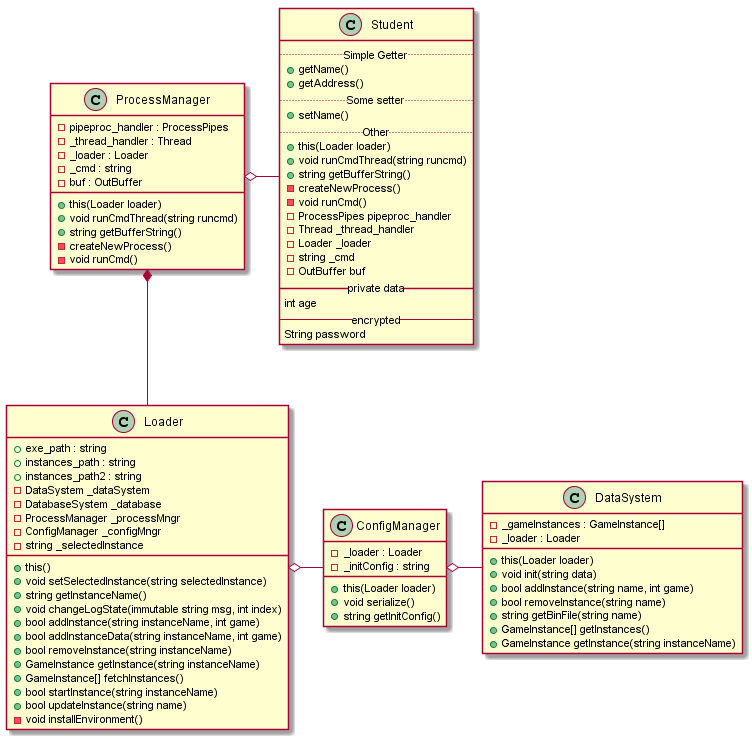 C Student
Simple Getter
getName()
getAddress()
Some setter
setName()
Other
this(Loader loader)
void runCmdThread(string runcmd)
string getBufferString()
createNewProcess()
void runCmd()
ProcessPipes pipeproc_handler
Thread _thread_handler
Loader _loader
string _cmd
OutBuffer buf
private data
int age
encrypted
String password
C ProcessManager
pipeproc_handler : ProcessPipes
_thread_handler : Thread
_loader : Loader
_cmd : string
buf : OutBuffer
this(Loader loader)
void runCmdThread(string runcmd)
string getBufferString()
createNewProcess()
void runCmd()
C Loader
exe_path : string
instances_path : string
instances_path2 : string
DataSystem _dataSystem
DatabaseSystem _database
ProcessManager _processMngr
ConfigManager _configMngr
string _selectedInstance
this()
void setSelectedInstance(string selectedInstance)
string getInstanceName()
void changeLogState(immutable string msg, int index)
bool addInstance(string instanceName, int game)
bool addInstanceData(string instanceName, int game)
bool removeInstance(string instanceName)
GameInstance getInstance(string instanceName)
GameInstance[] fetchInstances()
bool startInstance(string instanceName)
bool updateInstance(string name)
void installEnvironment()
C ConfigManager
_loader : Loader
_initConfig : string
this(Loader loader)
void serialize()
string getInitConfig()
C DataSystem
_gameInstances : GameInstance[]
_loader : Loader
this(Loader loader)
void init(string data)
bool addInstance(string name, int game)
bool removeInstance(string name)
string getBinFile(string name)
GameInstance[] getInstances()
GameInstance getInstance(string instanceName)